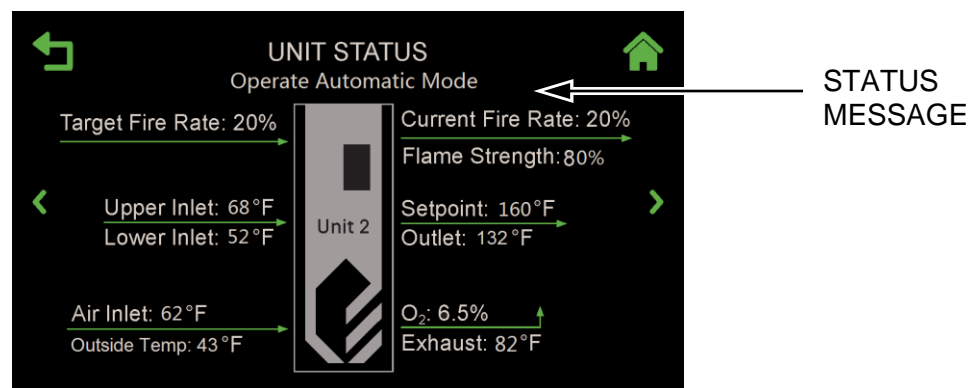 UNIT STATUS
Operate Automatic Mode
STATUS
MESSAGE
Target Fire Rate: 20%
Current Fire Rate: 20%
Flame Strength:80%
Upper Inlet: 68°F
Lower Inlet: 52°F
Unit 2
Setpoint: 160°F
Outlet: 132°F
Air Inlet: 62°F
Outside Temp: 43°F
O₂: 6.5%
Exhaust: 82°F